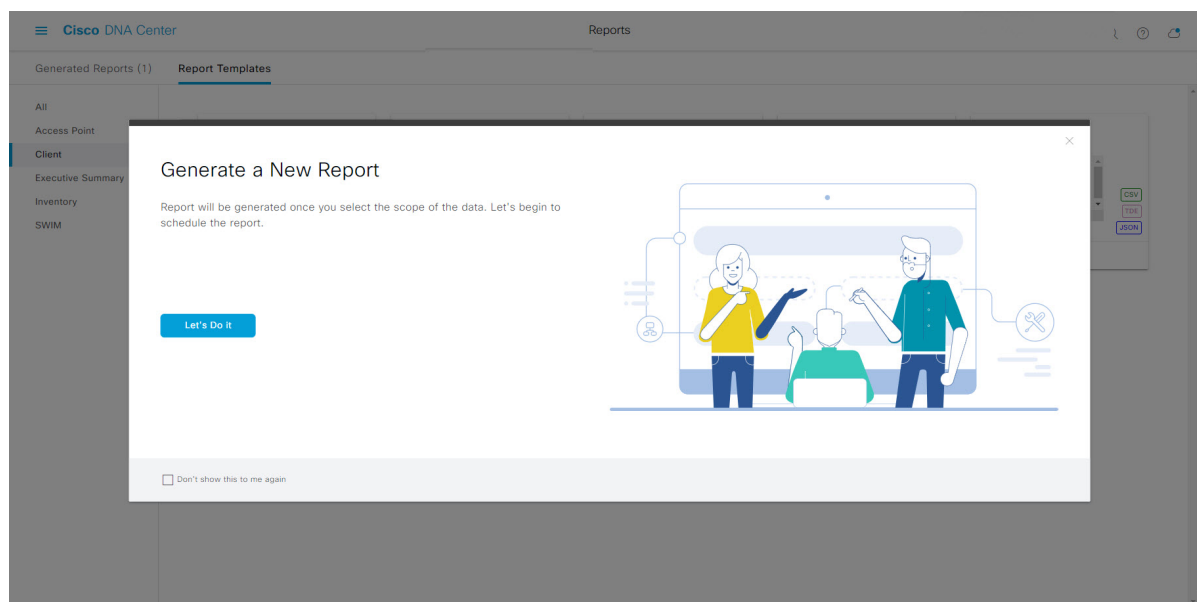 Cisco DNA Center
Reports
Generated Reports (1)
Report Templates
All
Access Point
Client
Executive Summary
Inventory
SWIM
Generate a New Report
Report will be generated once you select the scope of the data. Let's begin to
schedule the report.
Let's Do it
Don't show this to me again
CSV
TDE
JSON